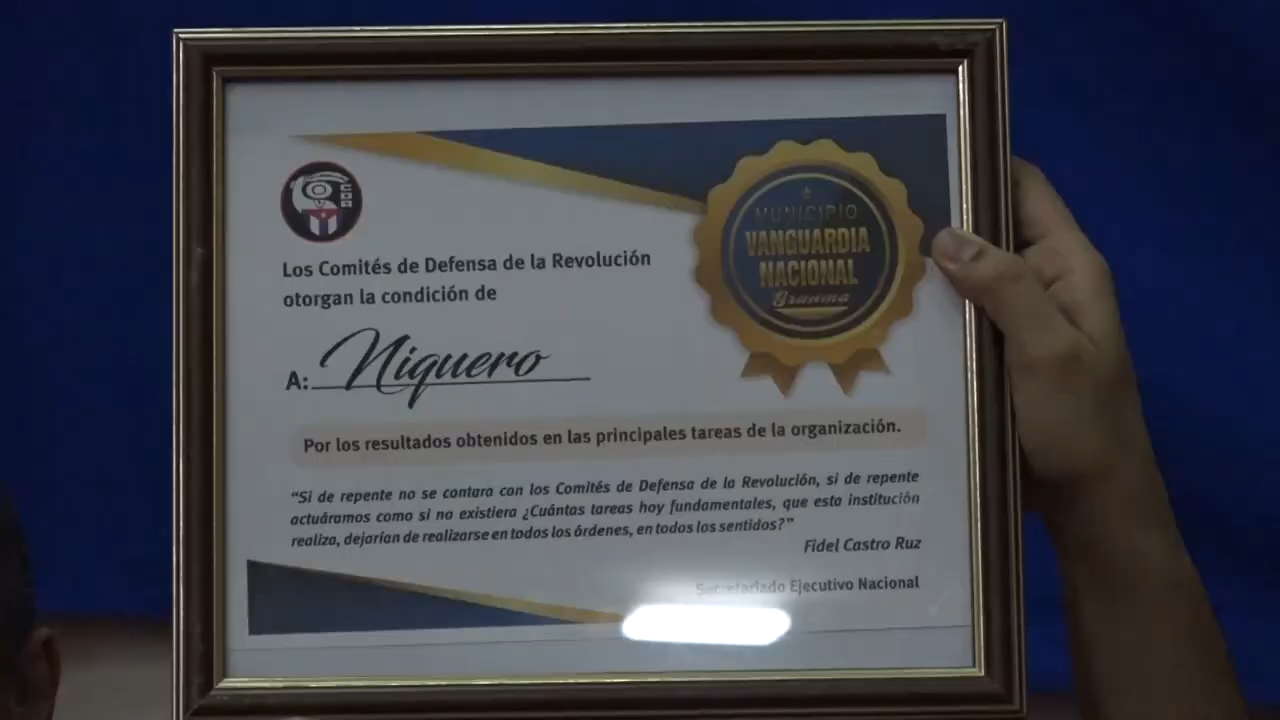 CDR
MUNICIPIO
VANGUARDIA
NACIONAL
Granma
Los Comités de Defensa de la Revolución
otorgan la condición de
A: Niquero
Por los resultados obtenidos en las principales tareas de la organización.
“Si de repente no se contara con los Comités de Defensa de la Revolución, si de repente
actuáramos como si no existiera ¿Cuántas tareas hoy fundamentales, que esta institución
realiza, dejarían de realizarse en todos los órdenes, en todos los sentidos?”
Fidel Castro Ruz
Secretariado Ejecutivo Nacional